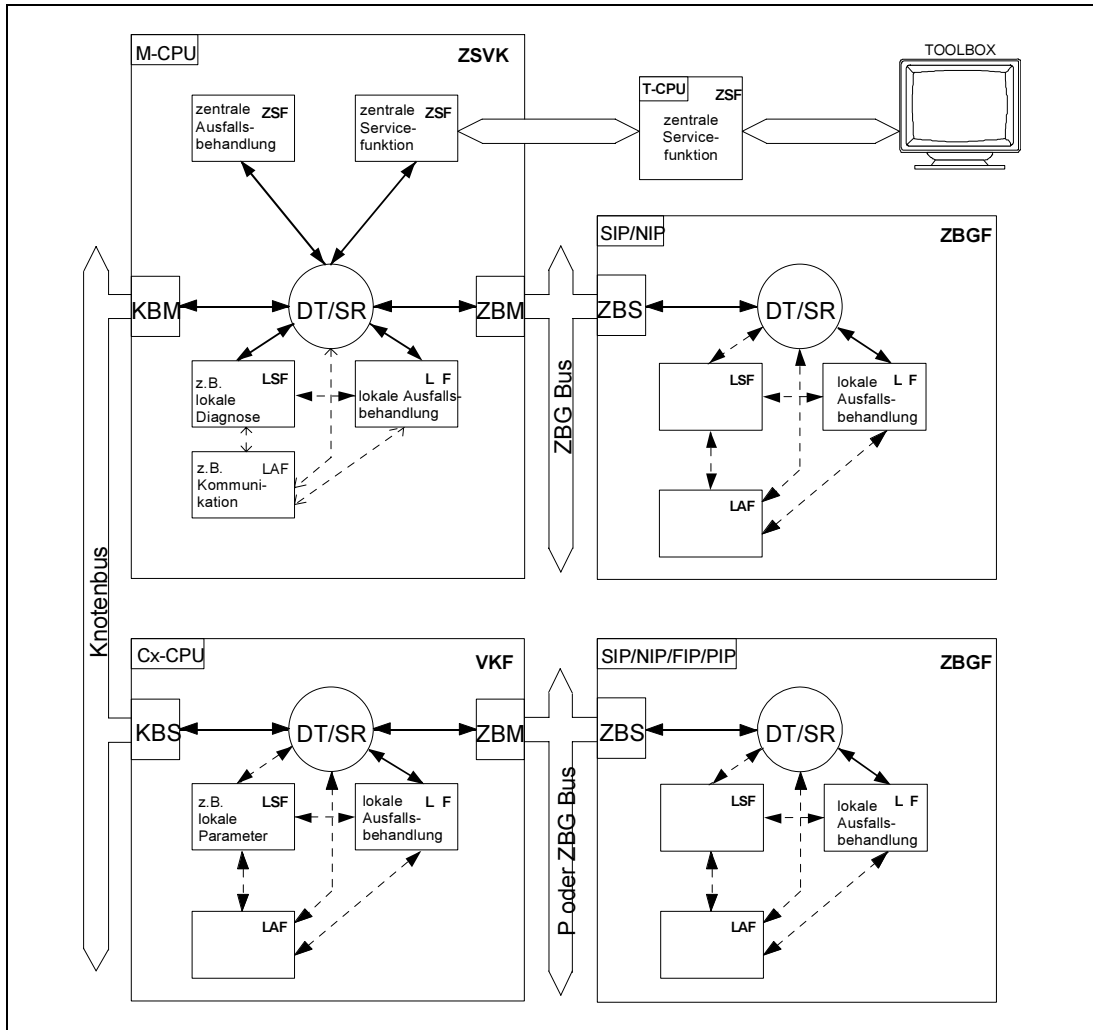 M-CPU
ZSVK
zentrale ZSF
Ausfalls-
behandlung
zentrale ZSF
Service-
funktion
T-CPU
ZSF
zentrale
Service-
funktion
TOOLBOX
KBM
DT/SR
ZBM
z.B. LSF
lokale
Diagnose
L F
lokale Ausfalls-
behandlung
z.B. LAF
Kommuni-
kation
ZBG Bus
SIP/NIP
ZBGF
ZBS
DT/SR
LSF
L F
lokale
Ausfalls-
behandlung
LAF
Knotenbus
Cx-CPU
VKF
KBS
DT/SR
ZBM
z.B. LSF
lokale
Parameter
L F
lokale
Ausfalls-
behandlung
LAF
P oder ZBG Bus
SIP/NIP/FIP/PIP
ZBGF
ZBS
DT/SR
LSF
L F
lokale
Ausfalls-
behandlung
LAF